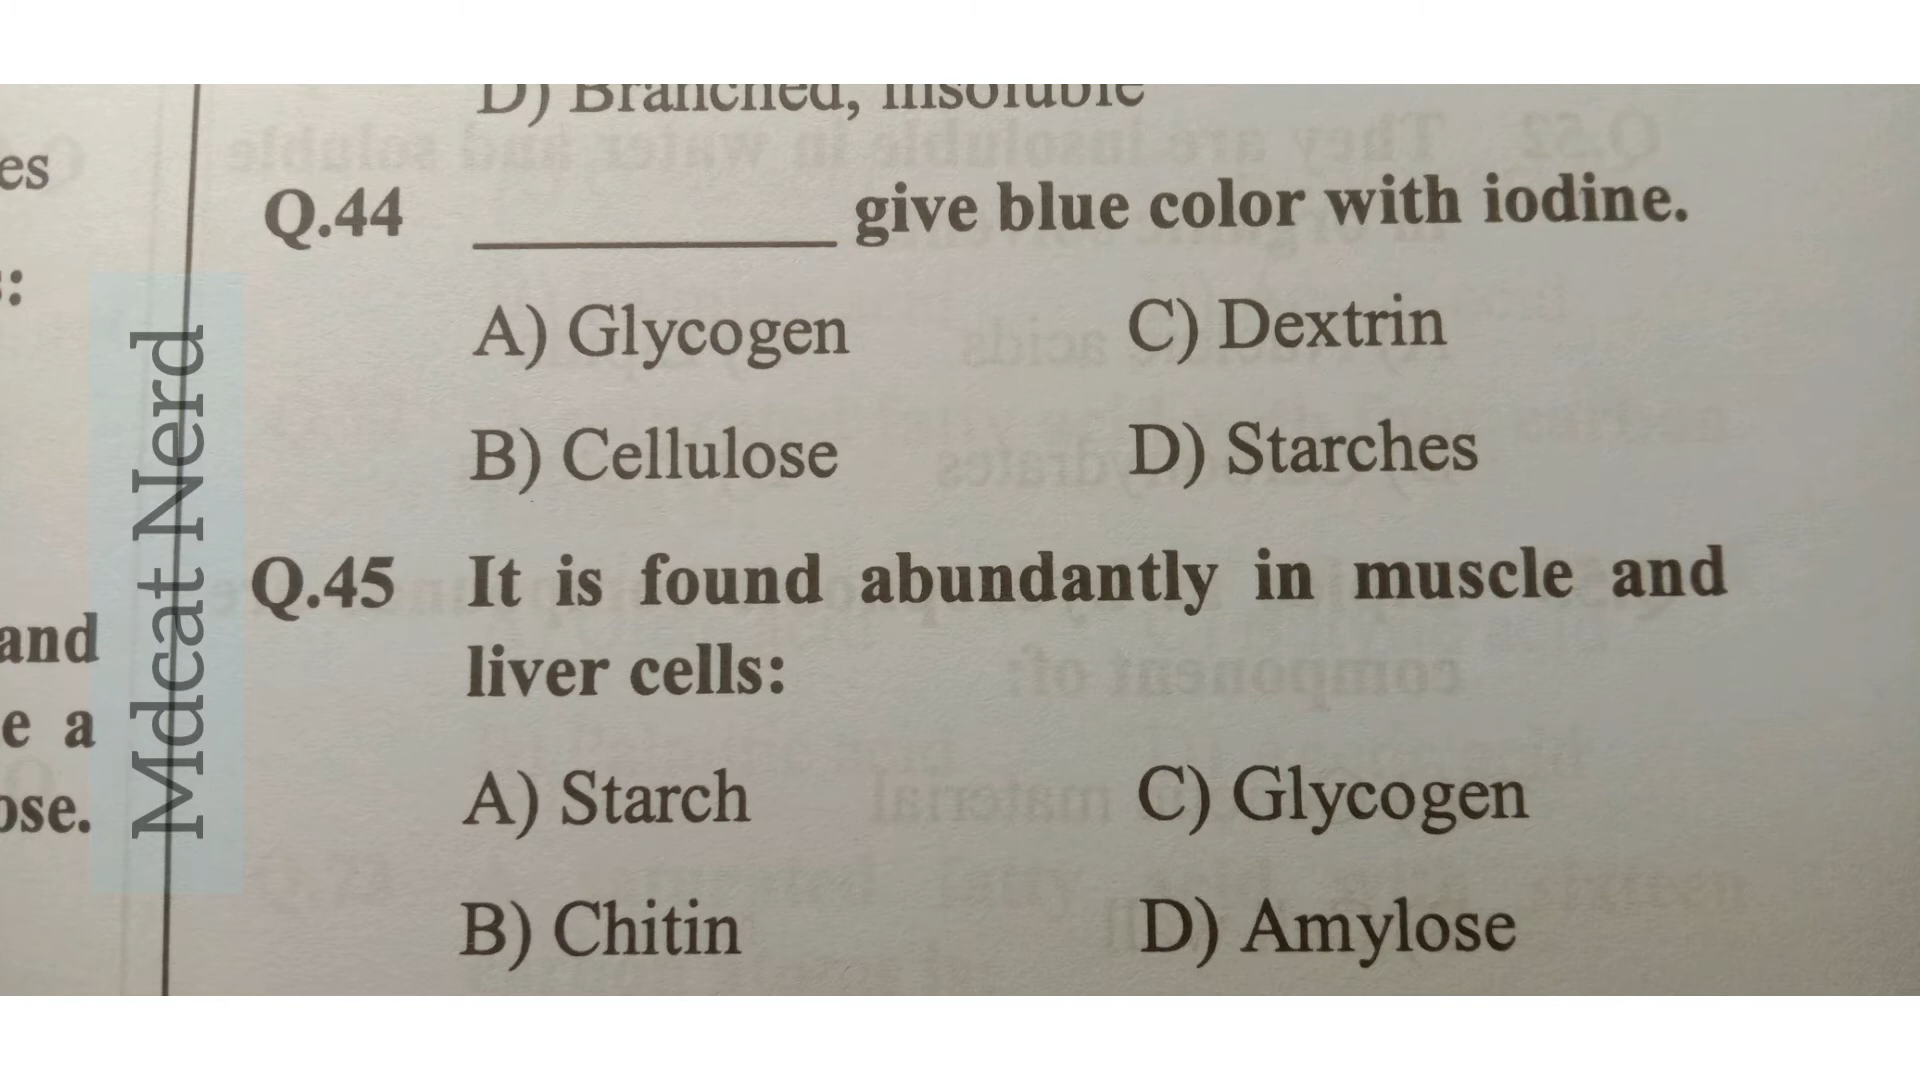 D) Branched, Insoluble
es
Q.44 __________ give blue color with iodine.
:
A) Glycogen C) Dextrin
B) Cellulose D) Starches
Q.45 It is found abundantly in muscle and
and
liver cells:
e a
A) Starch C) Glycogen
ose.
B) Chitin D) Amylose
Mdcat Nerd